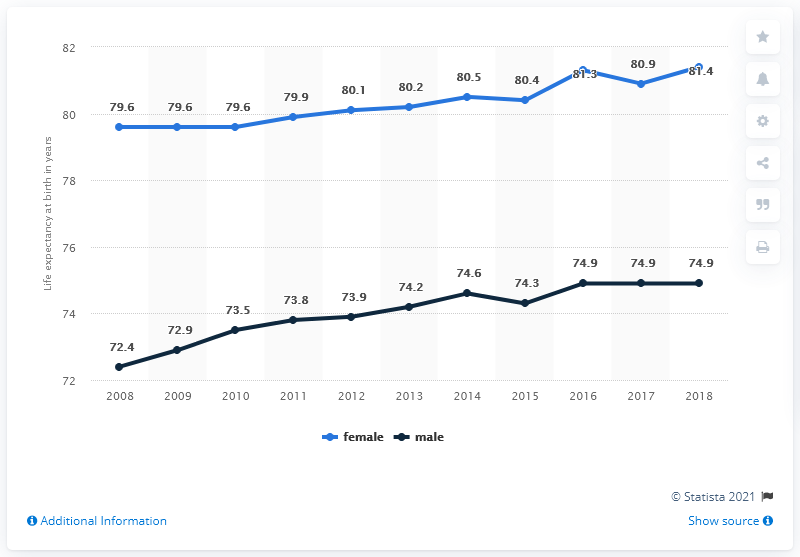 82
80
78
76
74
72
Life expectancy at birth in years
79.6 79.6 79.6 79.9 80.1 80.2 80.5 80.4 81.3 80.9 81.4
72.4 72.9 73.5 73.8 73.9 74.2 74.6 74.3 74.9 74.9 74.9
2008 2009 2010 2011 2012 2013 2014 2015 2016 2017 2018
female male
© Statista 2021
Additional Information
Show source